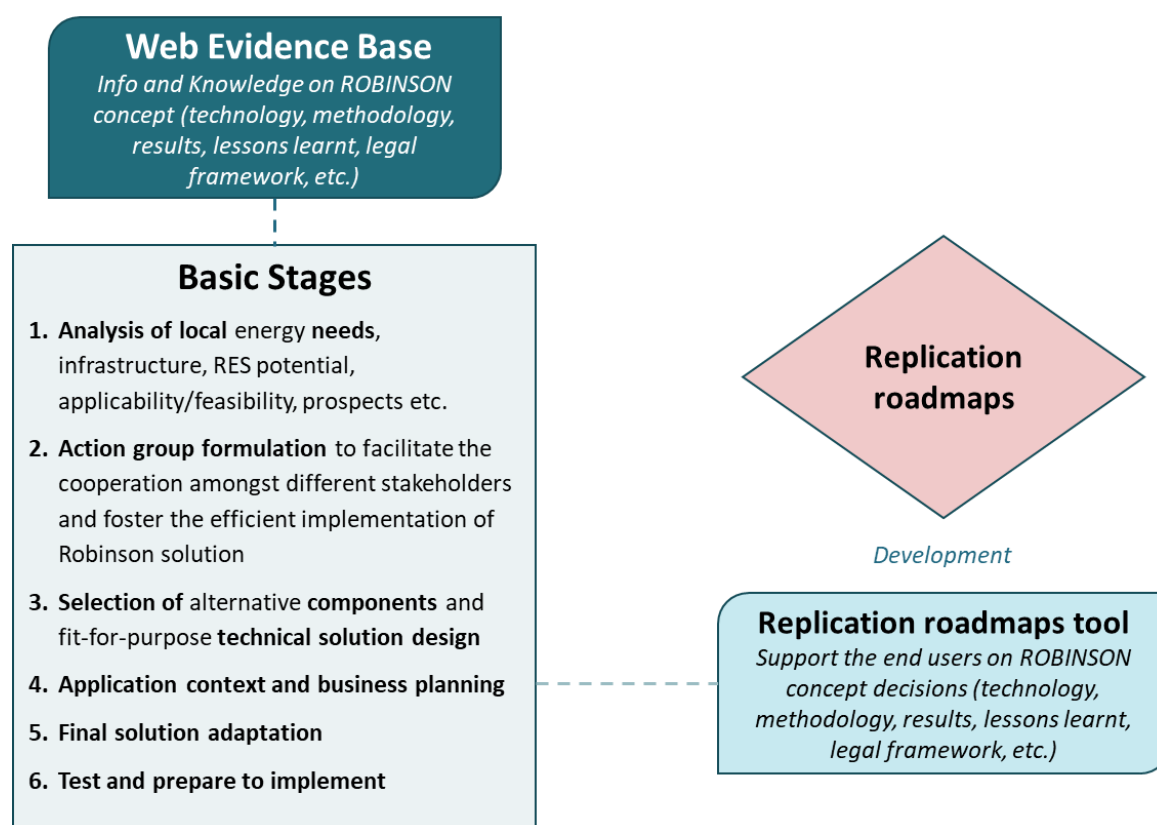 Web Evidence Base
Info and Knowledge on ROBINSON
concept (technology, methodology,
results, lessons learnt, legal
framework, etc.)
Basic Stages
1. Analysis of local energy needs,
infrastructure, RES potential,
applicability/feasibility, prospects etc.
2. Action group formulation to facilitate the
cooperation amongst different stakeholders
and foster the efficient implementation of
Robinson solution
3. Selection of alternative components and
fit-for-purpose technical solution design
4. Application context and business planning
5. Final solution adaptation
6. Test and prepare to implement
Replication
roadmaps
Development
Replication roadmaps tool
Support the end users on ROBINSON
concept decisions (technology,
methodology, results, lessons learnt,
legal framework, etc.)